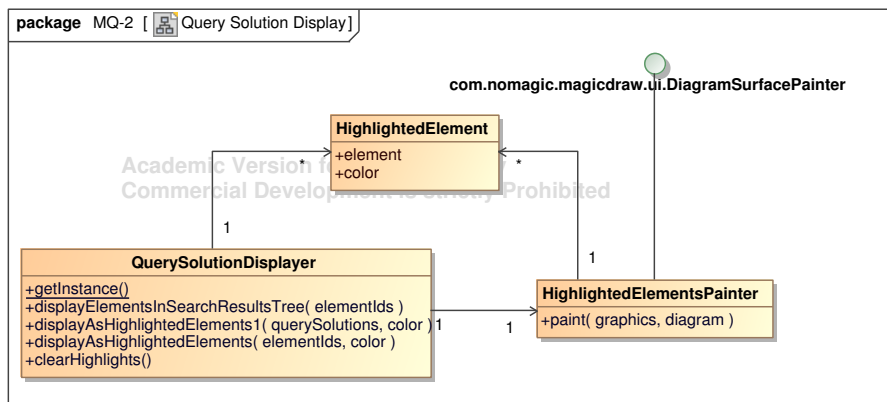 package MQ-2 [ Query Solution Display ]
com.nomagic.magicdraw.ui.DiagramSurfacePainter
HighlightedElement
+element
+color
*
*
Academic Version fo
Commercial Development is strictly Prohibited
1
1
QuerySolutionDisplayer
+getInstance()
+displayElementsInSearchResultsTree( elementIds )
+displayAsHighlightedElements1( querySolutions, color )
+displayAsHighlightedElements( elementIds, color )
+clearHighlights()
1
1
HighlightedElementsPainter
+paint( graphics, diagram )